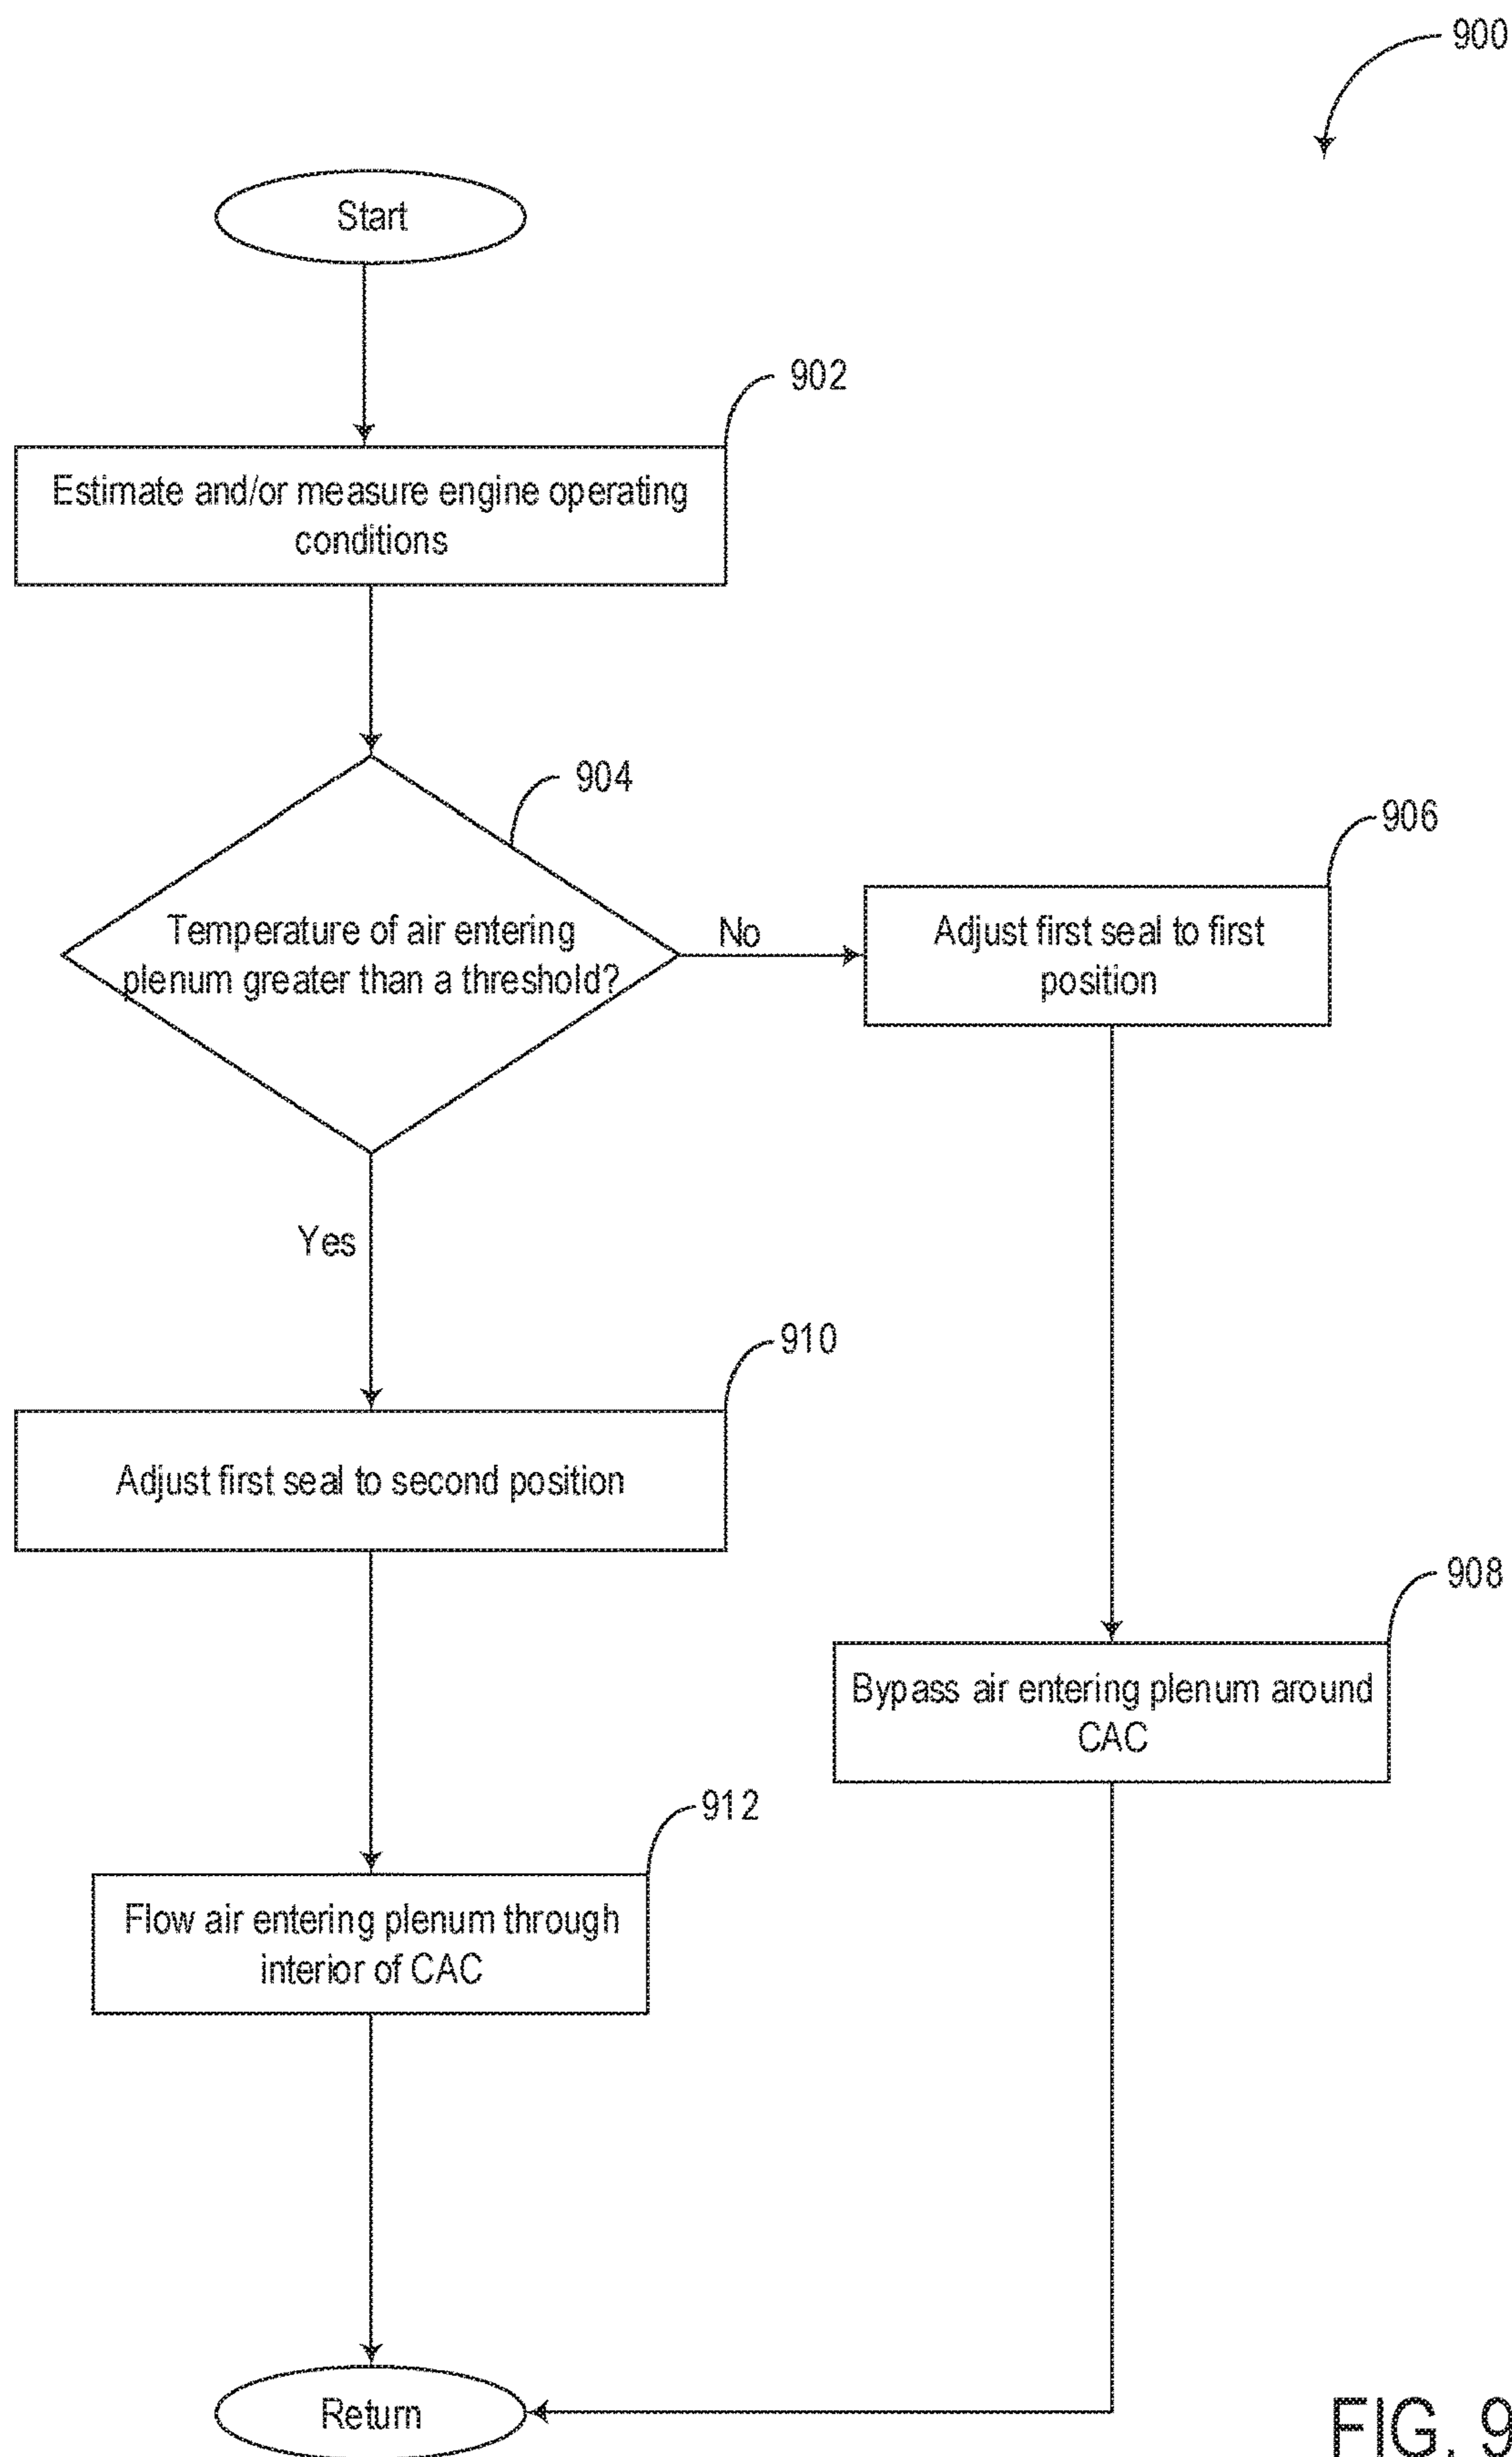 900
Start
902
Estimate and/or measure engine operating
conditions
904
Temperature of air entering
plenum greater than a threshold?
No
906
Adjust first seal to first
position
Yes
910
Adjust first seal to second position
908
Bypass air entering plenum around
CAC
912
Flow air entering plenum through
interior of CAC
Return
FIG. 9